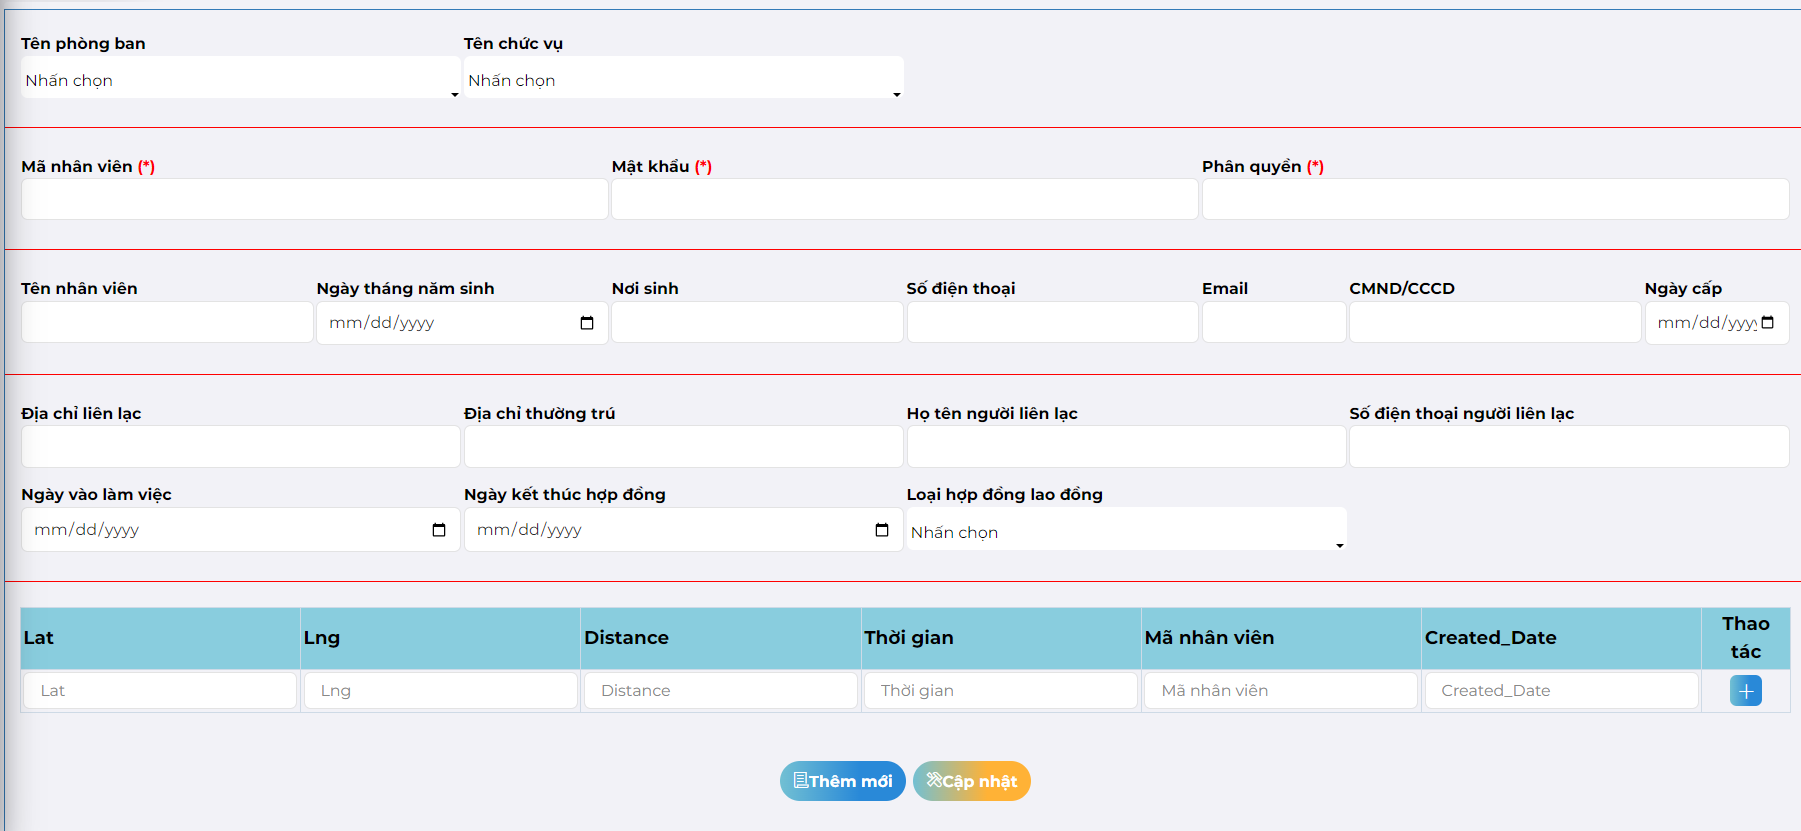 Tên phòng ban Tên chức vụ
Nhấn chọn Nhấn chọn
Mã nhân viên (*) Mật khẩu (*) Phân quyền (*)
Tên nhân viên Ngày tháng năm sinh Nơi sinh Số điện thoại Email CMND/CCCD Ngày cấp
mm/dd/yyyy mm/dd/yyyy
Địa chỉ liên lạc Địa chỉ thường trú Họ tên người liên lạc Số điện thoại người liên lạc
Ngày vào làm việc Ngày kết thúc hợp đồng Loại hợp đồng lao đồng
mm/dd/yyyy mm/dd/yyyy Nhấn chọn
Lat Lng Distance Thời gian Mã nhân viên Created_Date Thao
tác
Lat Lng Distance Thời gian Mã nhân viên Created_Date
Thêm mới Cập nhật